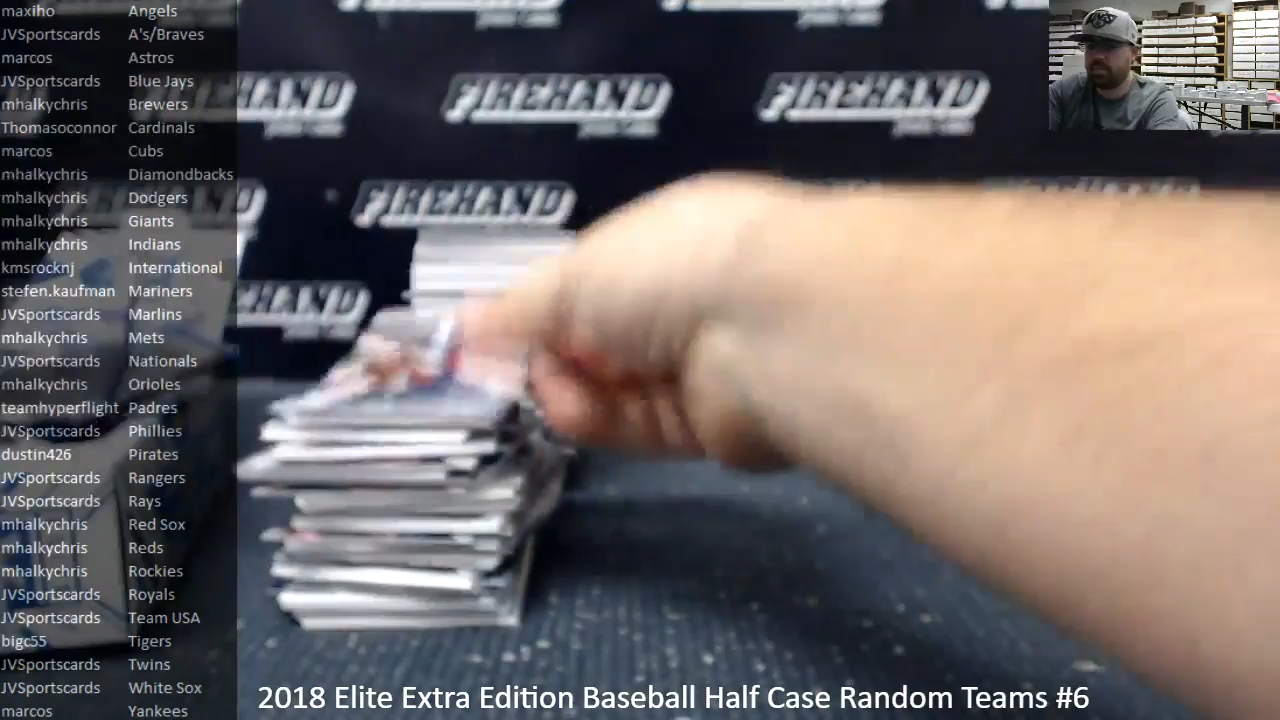 maxiho Angels
JVSportscards A's/Braves
marcos Astros
JVSportscards Blue Jays
mhalkychris Brewers
Thomasoconnor Cardinals
marcos Cubs
mhalkychris Diamondbacks
mhalkychris Dodgers
mhalkychris Giants
mhalkychris Indians
kmsrocknj International
stefen.kaufman Mariners
JVSportscards Marlins
mhalkychris Mets
JVSportscards Nationals
mhalkychris Orioles
teamhyperflight Padres
JVSportscards Phillies
dustin426 Pirates
JVSportscards Rangers
JVSportscards Rays
mhalkychris Red Sox
mhalkychris Reds
mhalkychris Rockies
JVSportscards Royals
JVSportscards Team USA
bigc55 Tigers
JVSportscards Twins
JVSportscards White Sox
marcos Yankees
FIREHAND FIREHAND FIREHAND
FIREHAND FIREHAND
FIREHAND
2018 Elite Extra Edition Baseball Half Case Random Teams #6